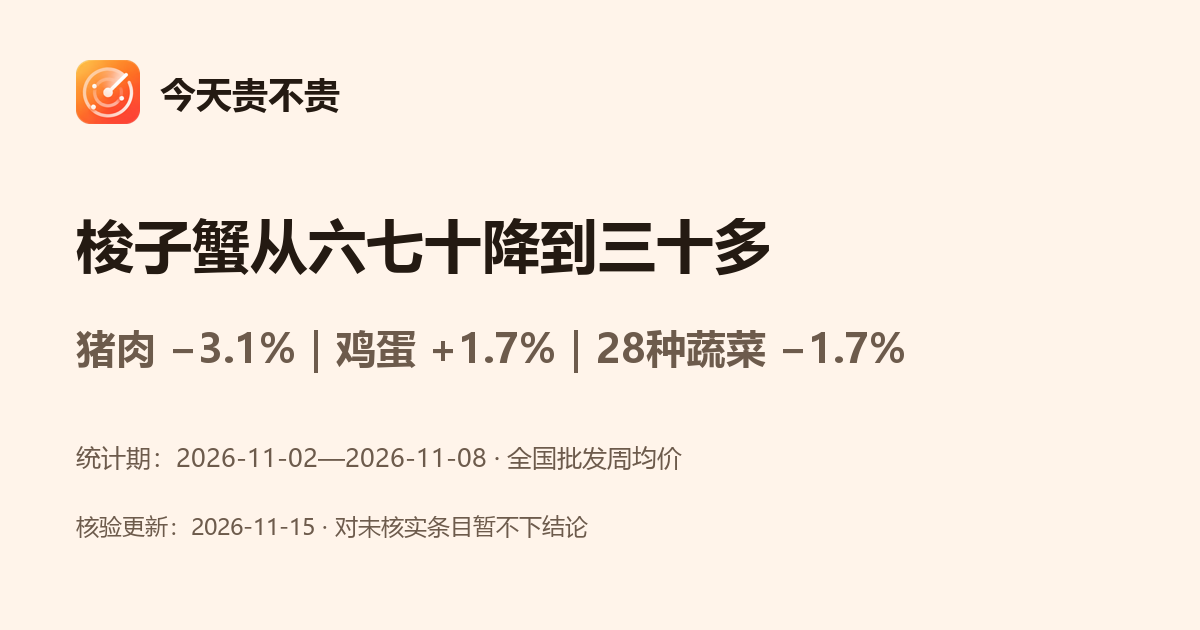 今天贵不贵
梭子蟹从六七十降到三十多
猪肉 −3.1%｜鸡蛋 +1.7%｜28种蔬菜 −1.7%
统计期：2026-11-02—2026-11-08 · 全国批发周均价
核验更新：2026-11-15 · 对未核实条目暂不下结论